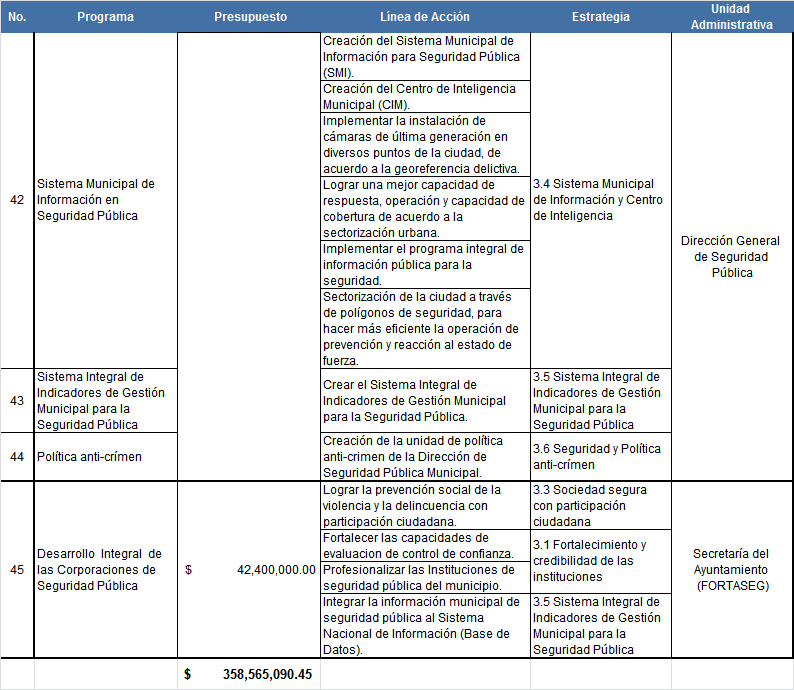 No.
Programa
Presupuesto
Línea de Acción
Estrategia
Unidad
Administrativa
42
Sistema Municipal de
Información en
Seguridad Pública
Creación del Sistema Municipal de
Información para Seguridad Pública
(SMI).
Creación del Centro de Inteligencia
Municipal (CIM).
Implementar la instalación de
cámaras de última generación en
diversos puntos de la ciudad, de
acuerdo a la georeferencia delictiva.
Lograr una mejor capacidad de
respuesta, operación y capacidad de
cobertura de acuerdo a la
sectorización urbana.
Implementar el programa integral de
información pública para la
seguridad.
Sectorización de la ciudad a través
de polígonos de seguridad, para
hacer más eficiente la operación de
prevención y reacción al estado de
fuerza.
3.4 Sistema Municipal
de Información y Centro
de Inteligencia
Dirección General
de Seguridad
Pública
43
Sistema Integral de
Indicadores de Gestión
Municipal para la
Seguridad Pública
Crear el Sistema Integral de
Indicadores de Gestión Municipal
para la Seguridad Pública.
3.5 Sistema Integral de
Indicadores de Gestión
Municipal para la
Seguridad Pública
44
Política anti-crímen
Creación de la unidad de política
anti-crimen de la Dirección de
Seguridad Pública Municipal.
3.6 Seguridad y Política
anti-crímen
45
Desarrollo Integral de
las Corporaciones de
Seguridad Pública
$ 42,400,000.00
Lograr la prevención social de la
violencia y la delincuencia con
participación ciudadana.
3.3 Sociedad segura
con participación
ciudadana
Fortalecer las capacidades de
evaluacion de control de confianza.
Profesionalizar las Instituciones de
seguridad pública del municipio.
3.1 Fortalecimiento y
credibilidad de las
instituciones
Integrar la información municipal de
seguridad pública al Sistema
Nacional de Información (Base de
Datos).
3.5 Sistema Integral de
Indicadores de Gestión
Municipal para la
Seguridad Pública
Secretaría del
Ayuntamiento
(FORTASEG)
$ 358,565,090.45